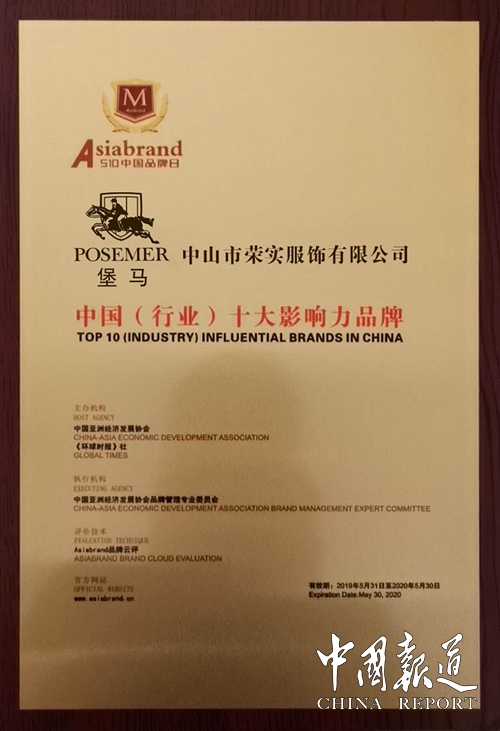 M
Asiabrand
Asiabrand
510中国品牌日
POSEMER
堡马
中山市荣实服饰有限公司
中国（行业）十大影响力品牌
TOP 10 (INDUSTRY) INFLUENTIAL BRANDS IN CHINA
主办机构
HOST AGENCY
中国亚洲经济发展协会
CHINA-ASIA ECONOMIC DEVELOPMENT ASSOCIATION
《环球时报》社
GLOBAL TIMES
执行机构
EXECUTING AGENCY
中国亚洲经济发展协会品牌管理专业委员会
CHINA-ASIA ECONOMIC DEVELOPMENT ASSOCIATION BRAND MANAGEMENT EXPERT COMMITTEE
评价技术
EVALUATION TECHNIQUE
Asiabrand品牌云评
ASIABRAND BRAND CLOUD EVALUATION
官方网站
OFFICIAL WEBSITE
www.asiabrand.cn
有效期：2019年5月31日至2020年5月30日
Expiration Date:May 30, 2020
中國報道
CHINA REPORT